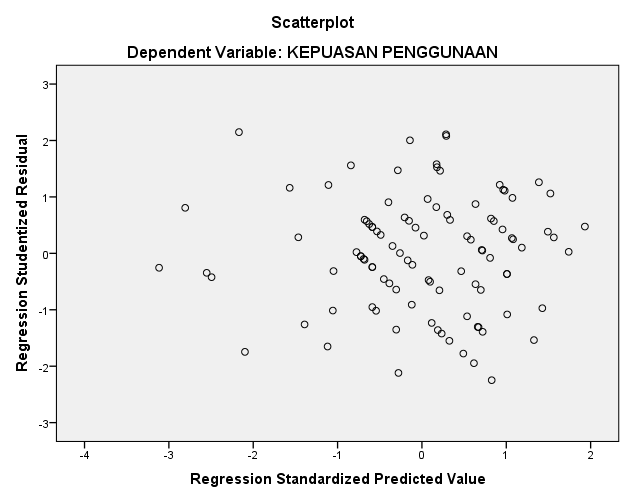 Scatterplot
Dependent Variable: KEPUASAN PENGGUNAAN
Regression Studentized Residual
3
2
1
0
-1
-2
-3
-4 -3 -2 -1 0 1 2
Regression Standardized Predicted Value